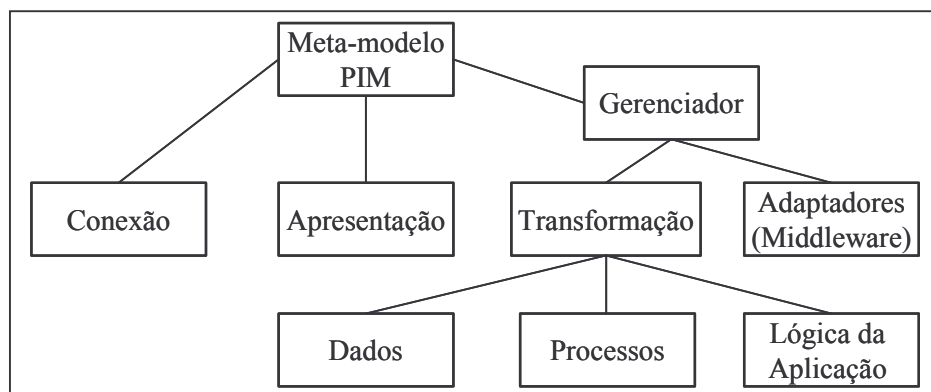 Meta-modelo
PIM
Gerenciador
Conexão
Apresentação
Transformação
Adaptadores
(Middleware)
Dados
Processos
Lógica da
Aplicação